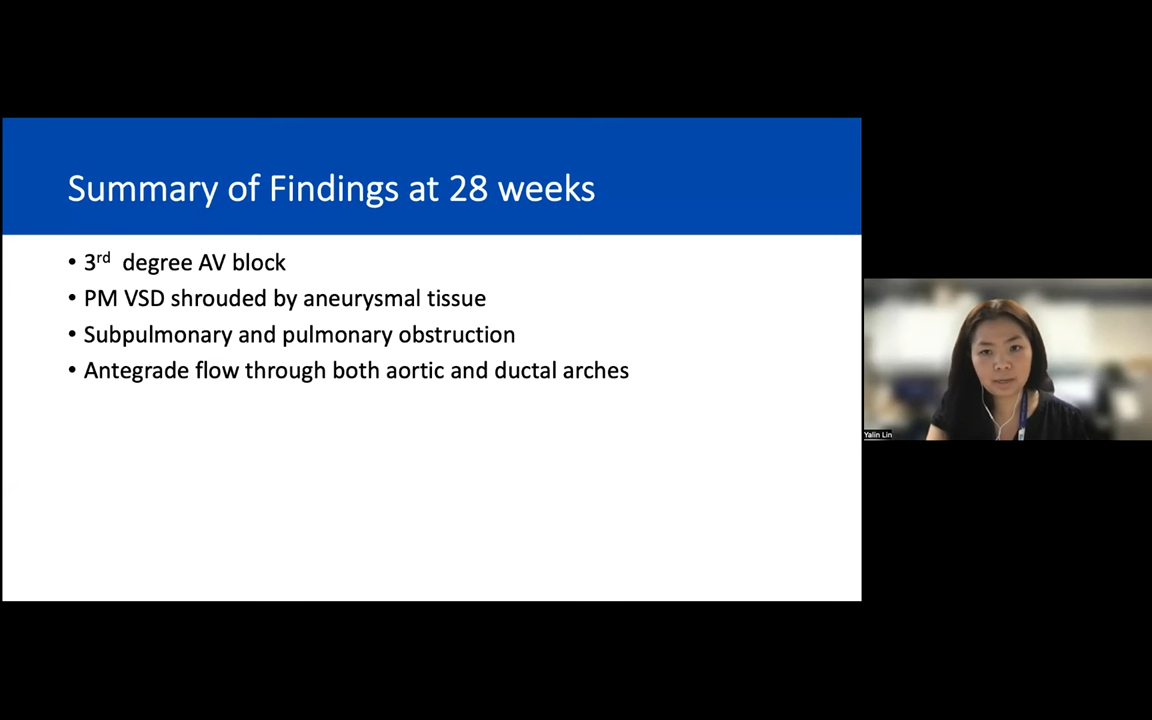 Summary of Findings at 28 weeks
• 3rd degree AV block
• PM VSD shrouded by aneurysmal tissue
• Subpulmonary and pulmonary obstruction
• Antegrade flow through both aortic and ductal arches
Yalin Lin